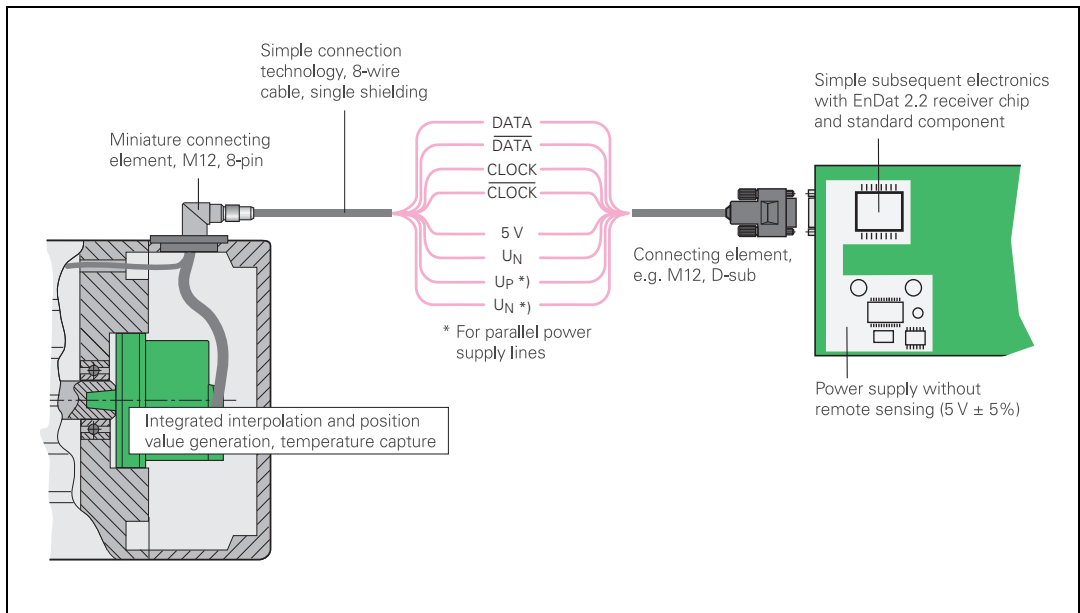 Simple connection
technology, 8-wire
cable, single shielding
Miniature connecting
element, M12, 8-pin
DATA
D̅A̅T̅A̅
CLOCK
C̅L̅O̅C̅K̅
5 V
UN
UP *)
UN *)
* For parallel power
supply lines
Connecting element,
e.g. M12, D-sub
Simple subsequent electronics
with EnDat 2.2 receiver chip
and standard component
Power supply without
remote sensing (5 V ± 5%)
Integrated interpolation and position
value generation, temperature capture